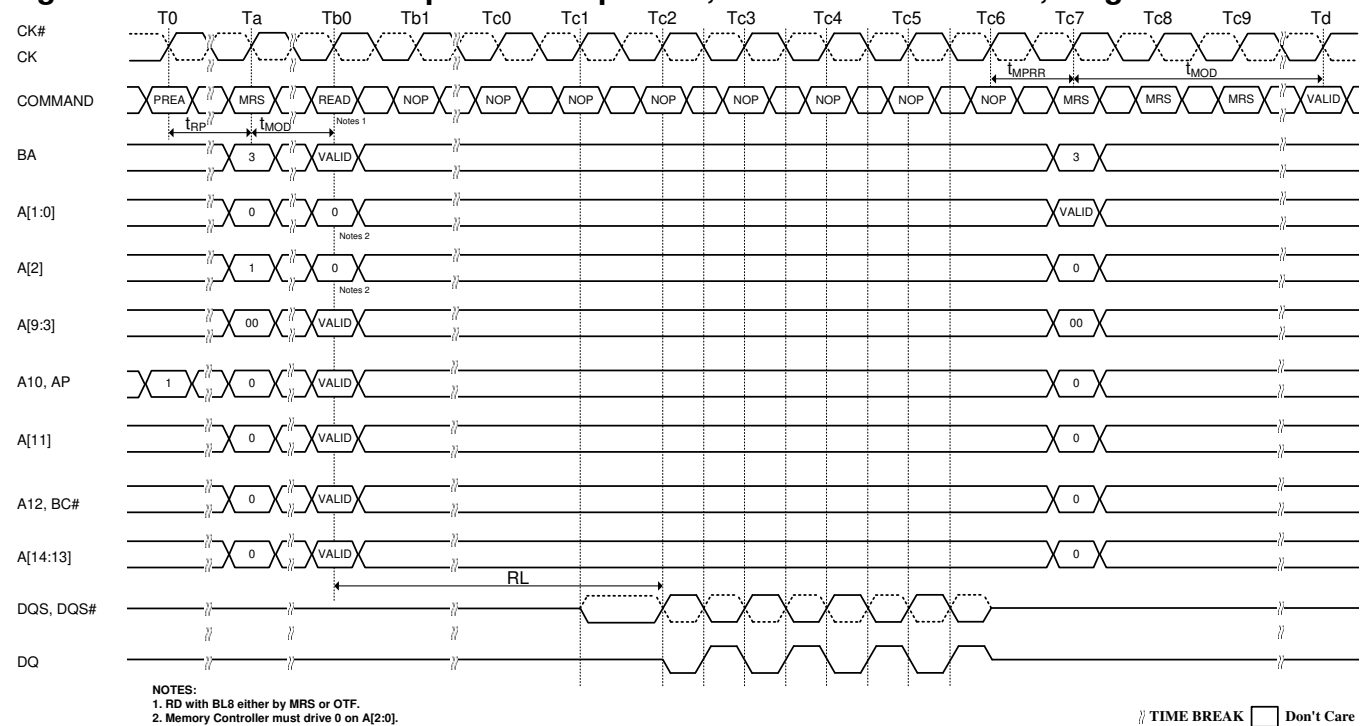 T0 Ta Tb0 Tb1 Tc0 Tc1 Tc2 Tc3 Tc4 Tc5 Tc6 Tc7 Tc8 Tc9 Td
CK#
CK
tMPRR tMOD
COMMAND PREA MRS READ NOP NOP NOP NOP NOP NOP NOP NOP MRS MRS MRS VALID
Notes 1
tRP tMOD
BA 3 VALID 3
A[1:0] 0 0 VALID
Notes 2
A[2] 1 0 0
Notes 2
A[9:3] 00 VALID 00
A10, AP 1 0 VALID 0
A[11] 0 VALID 0
A12, BC# 0 VALID 0
A[14:13] 0 VALID 0
RL
DQS, DQS#
DQ
NOTES:
1. RD with BL8 either by MRS or OTF.
2. Memory Controller must drive 0 on A[2:0].
TIME BREAK Don't Care